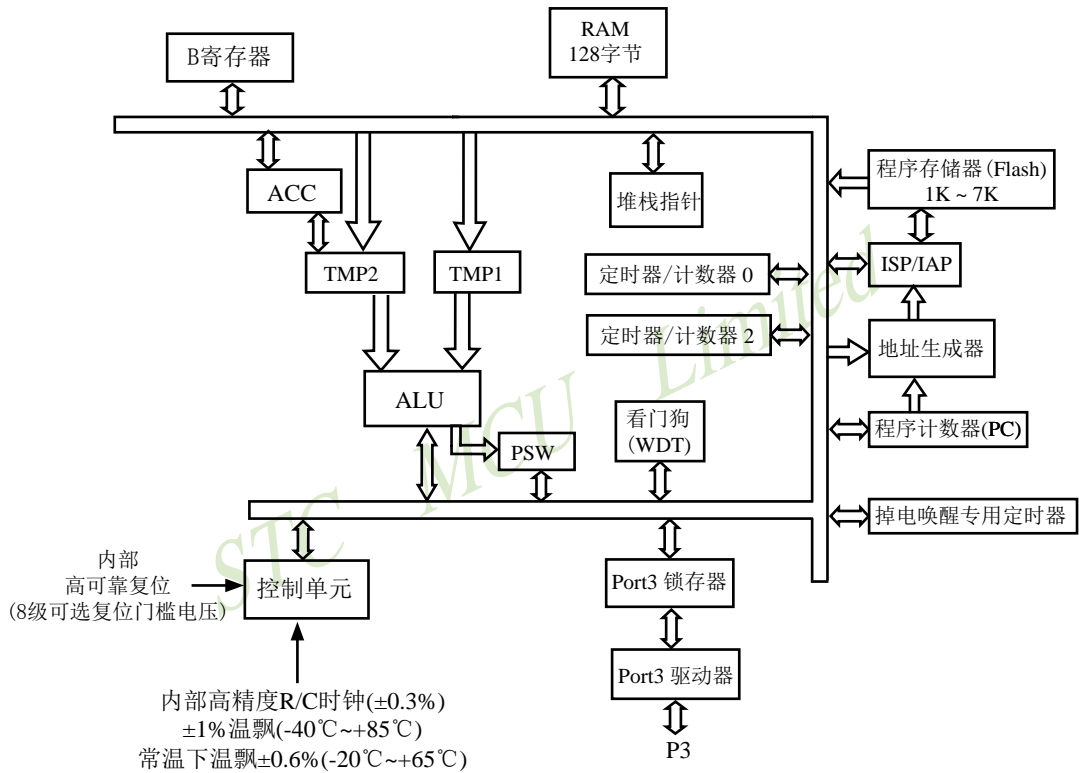 B寄存器
RAM
128字节
ACC
堆栈指针
程序存储器(Flash)
1K ~ 7K
TMP2
TMP1
定时器/计数器 0
ISP/IAP
定时器/计数器 2
地址生成器
ALU
看门狗
(WDT)
PSW
程序计数器(PC)
掉电唤醒专用定时器
STC MCU Limited
内部
高可靠复位
(8级可选复位门槛电压)
控制单元
Port3 锁存器
内部高精度R/C时钟(±0.3%)
±1%温飘(-40℃~+85℃)
常温下温飘±0.6%(-20℃~+65℃)
Port3 驱动器
P3